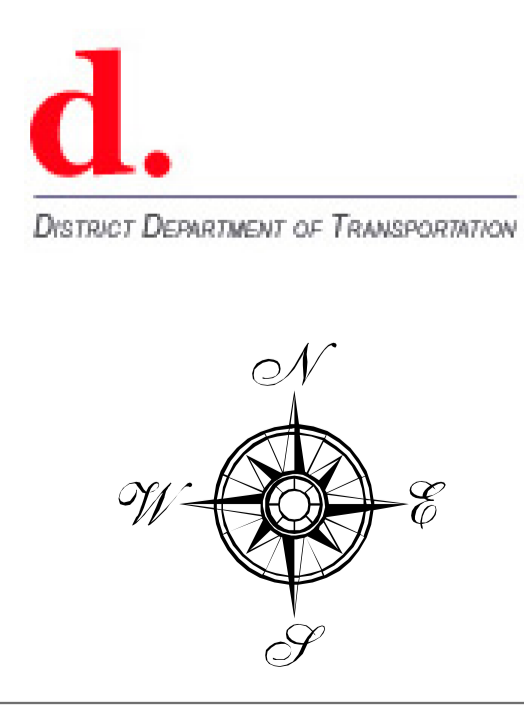 d.
DISTRICT DEPARTMENT OF TRANSPORTATION
N
W E
S